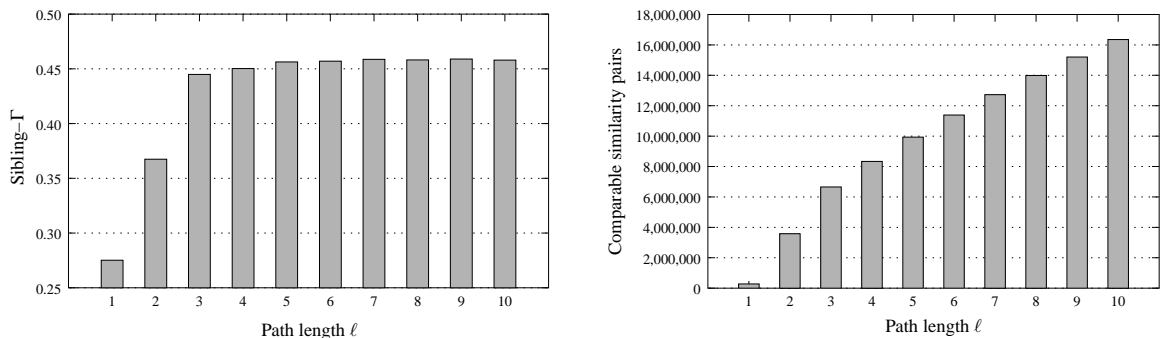 0.50
0.45
0.40
0.35
0.30
0.25
Sibling–Γ
1 2 3 4 5 6 7 8 9 10
Path length ℓ
18,000,000
16,000,000
14,000,000
12,000,000
10,000,000
8,000,000
6,000,000
4,000,000
2,000,000
0
Comparable similarity pairs
1 2 3 4 5 6 7 8 9 10
Path length ℓ